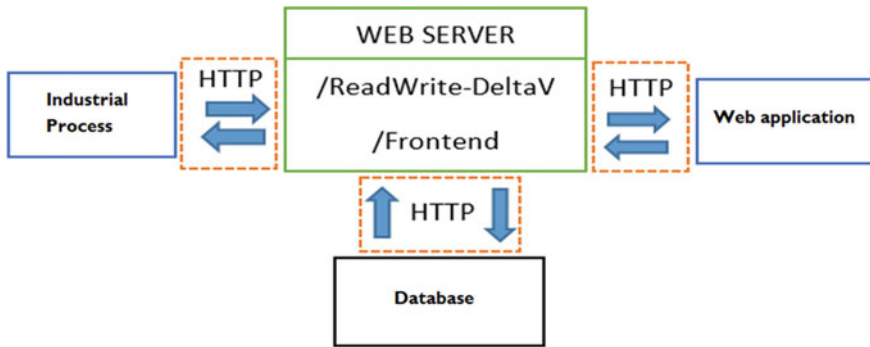 WEB SERVER
Industrial
Process
HTTP
/ReadWrite-DeltaV
/Frontend
HTTP
Web application
HTTP
Database